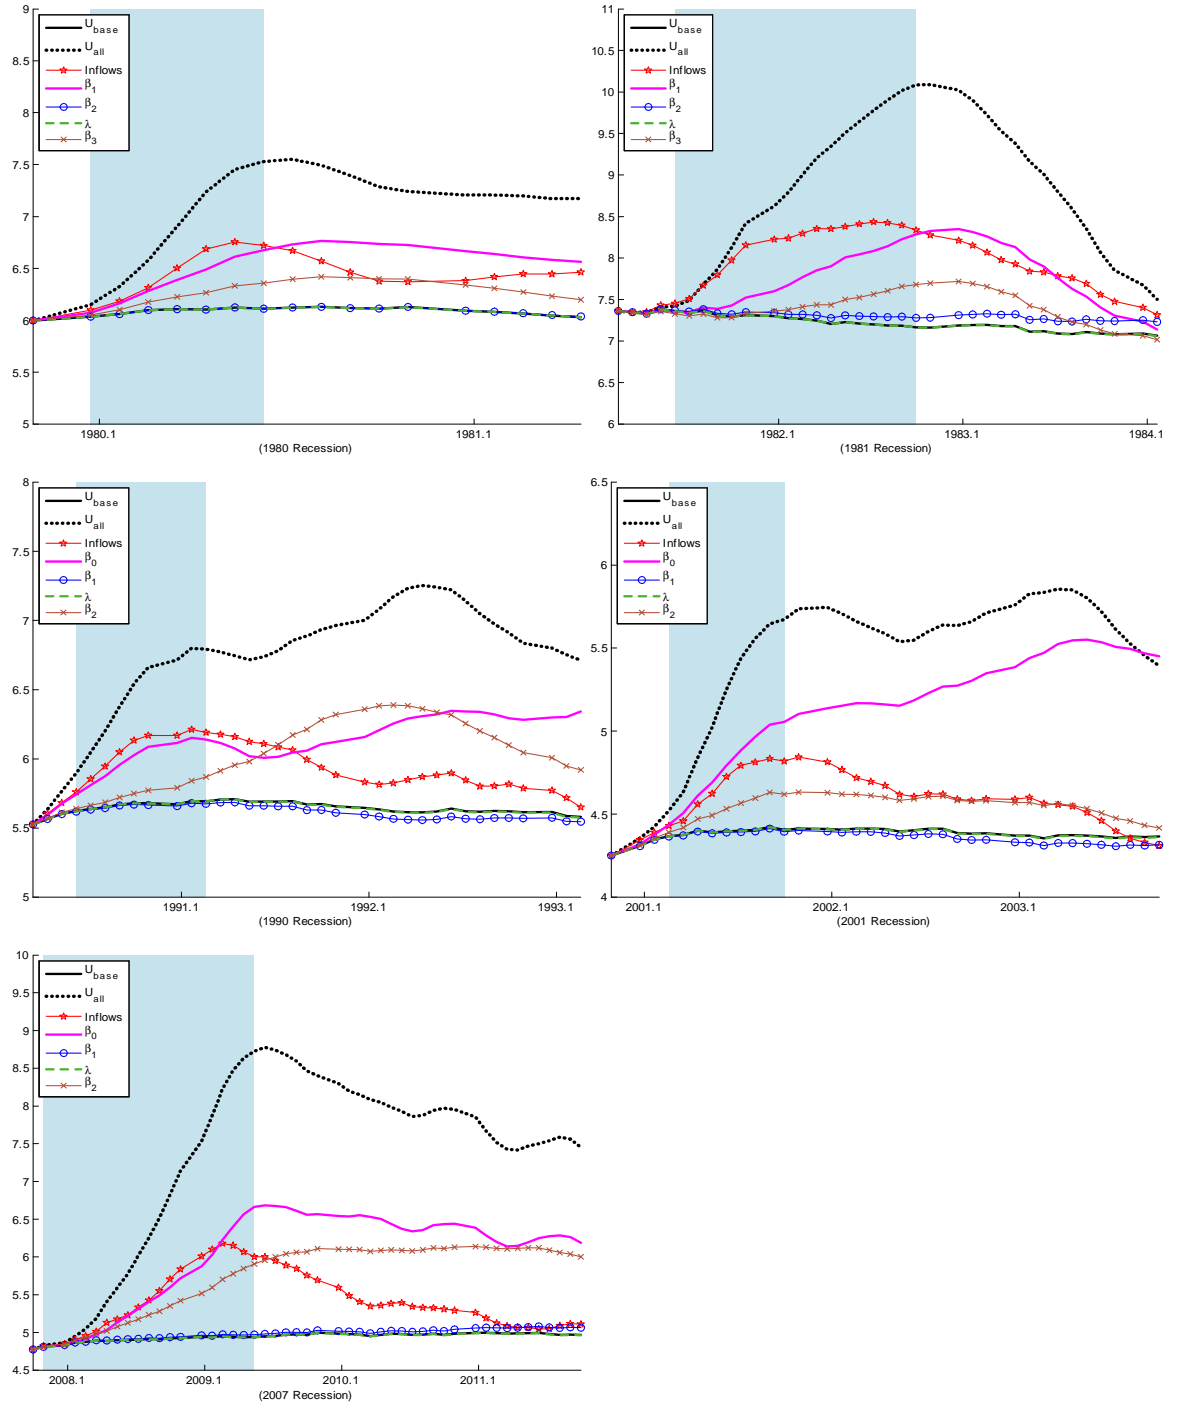 9
8.5
8
7.5
7
6.5
6
5.5
5
U_base
U_all
Inflows
β_1
β_2
λ
β_3
1980.1 1981.1
(1980 Recession)
11
10.5
10
9.5
9
8.5
8
7.5
7
6.5
6
U_base
U_all
Inflows
β_1
β_2
λ
β_3
1982.1 1983.1 1984.1
(1981 Recession)
8
7.5
7
6.5
6
5.5
5
U_base
U_all
Inflows
β_0
β_1
λ
β_2
1991.1 1992.1 1993.1
(1990 Recession)
6.5
6
5.5
5
4.5
4
U_base
U_all
Inflows
β_0
β_1
λ
β_2
2001.1 2002.1 2003.1
(2001 Recession)
10
9.5
9
8.5
8
7.5
7
6.5
6
5.5
5
4.5
U_base
U_all
Inflows
β_0
β_1
λ
β_2
2008.1 2009.1 2010.1 2011.1
(2007 Recession)